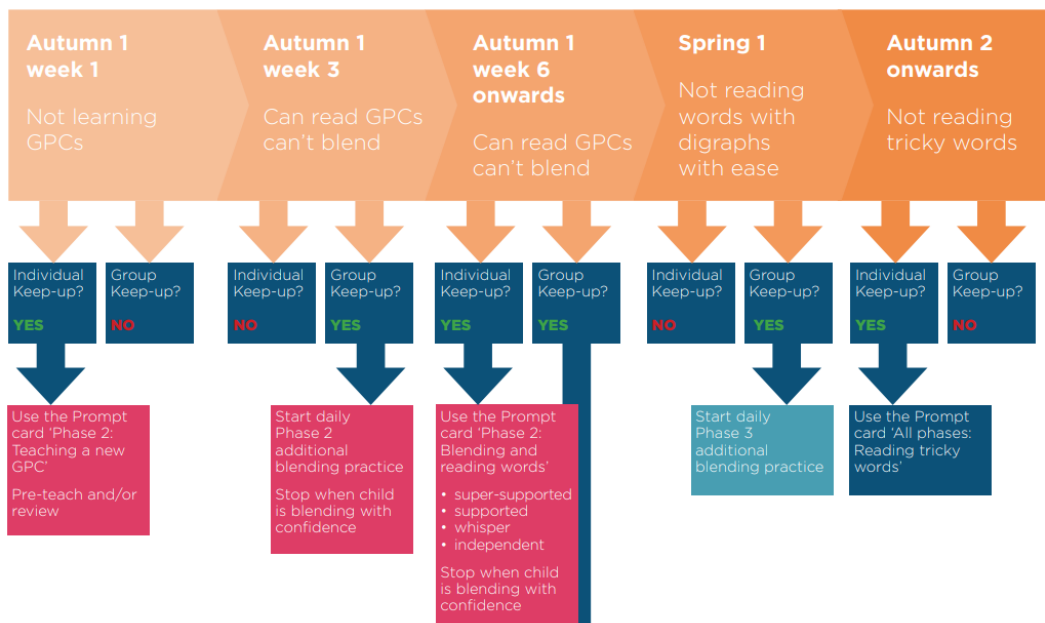 Autumn 1
week 1
Not learning
GPCs
Autumn 1
week 3
Can read GPCs
can't blend
Autumn 1
week 6
onwards
Can read GPCs
can't blend
Spring 1
Not reading
words with
digraphs
with ease
Autumn 2
onwards
Not reading
tricky words
Individual
Keep-up?
YES
Group
Keep-up?
NO
Individual
Keep-up?
NO
Group
Keep-up?
YES
Individual
Keep-up?
YES
Group
Keep-up?
YES
Individual
Keep-up?
NO
Group
Keep-up?
YES
Individual
Keep-up?
YES
Group
Keep-up?
NO
Use the Prompt
card 'Phase 2:
Teaching a new
GPC'
Pre-teach and/or
review
Start daily
Phase 2
additional
blending practice
Stop when child
is blending with
confidence
Use the Prompt
card 'Phase 2:
Blending and
reading words'
• super-supported
• supported
• whisper
• independent
Stop when child
is blending with
confidence
Start daily
Phase 3
additional
blending practice
Use the Prompt
card 'All phases:
Reading tricky
words'